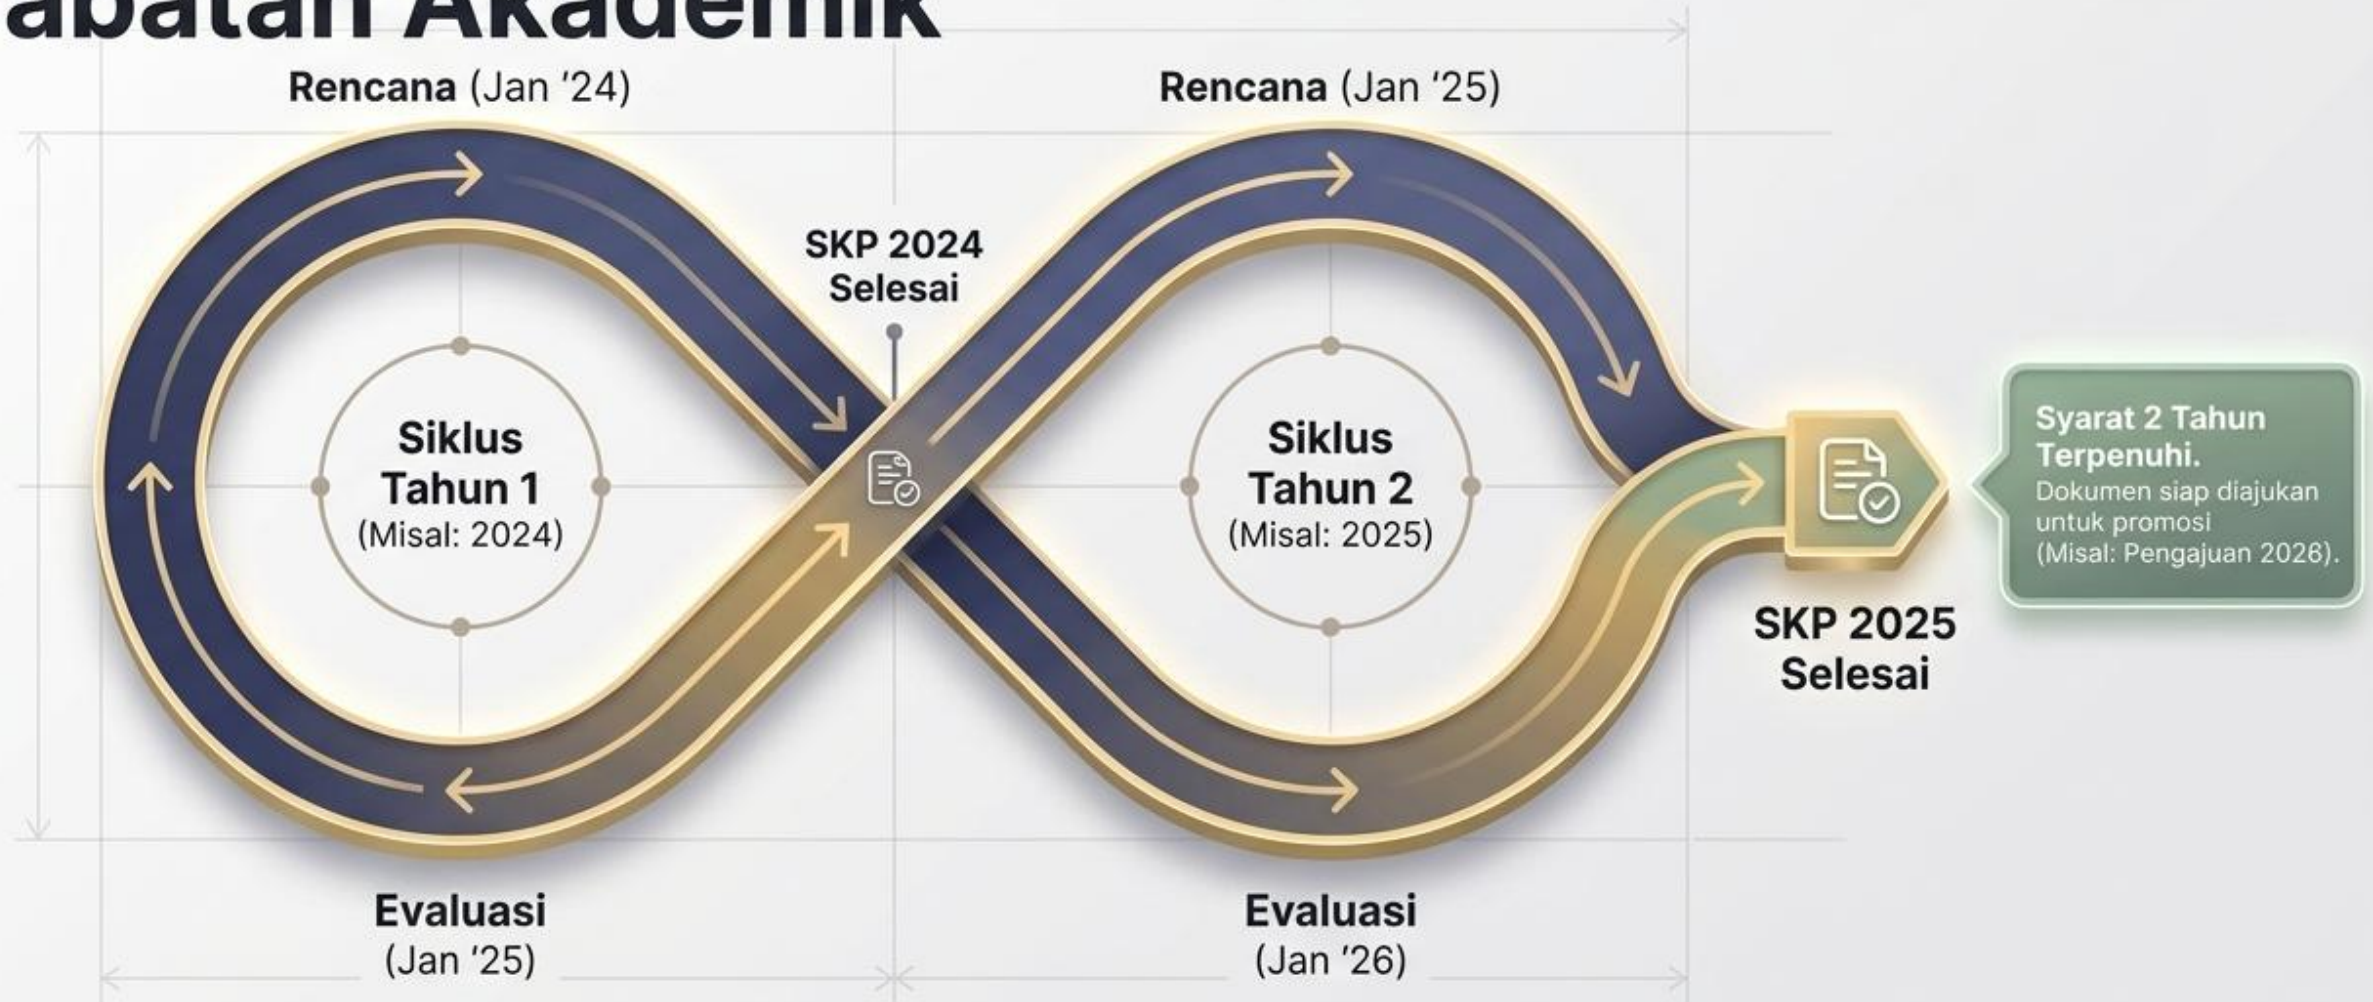 abatan Akademik
Rencana (Jan ‘24)
Rencana (Jan ‘25)
SKP 2024
Selesai
Siklus
Tahun 1
(Misal: 2024)
Siklus
Tahun 2
(Misal: 2025)
Syarat 2 Tahun
Terpenuhi.
Dokumen siap diajukan
untuk promosi
(Misal: Pengajuan 2026).
SKP 2025
Selesai
Evaluasi
(Jan ‘25)
Evaluasi
(Jan ‘26)